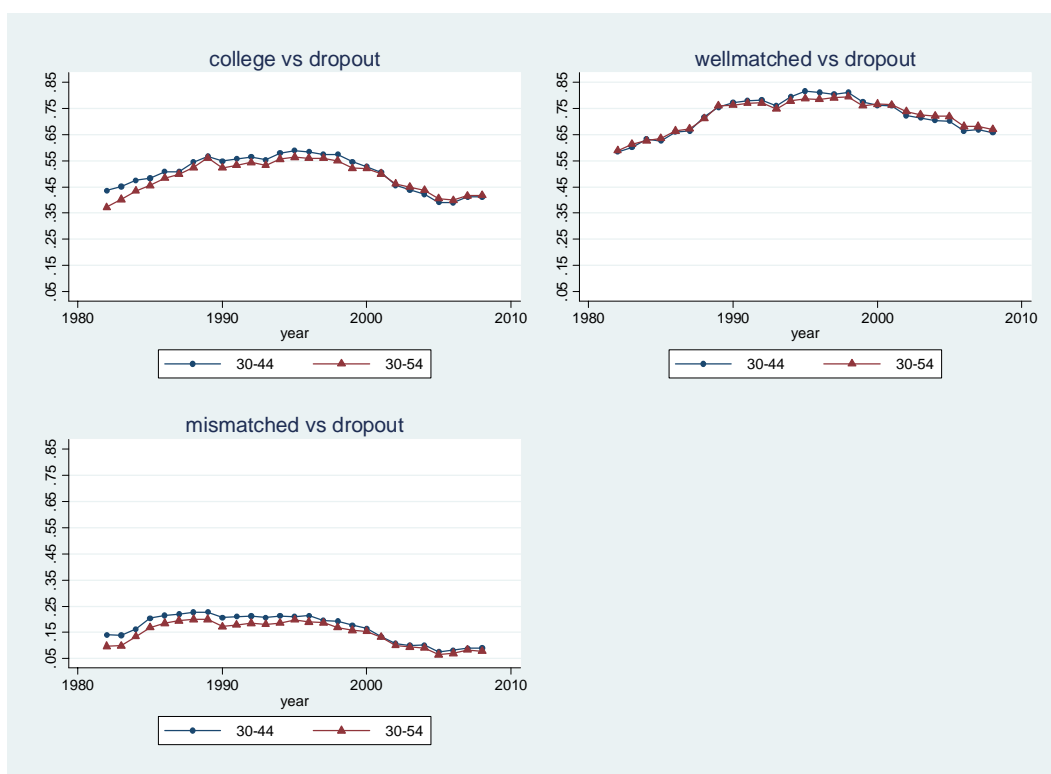 college vs dropout
.05 .15 .25 .35 .45 .55 .65 .75 .85
1980 1990 2000 2010
year
30-44 30-54
wellmatched vs dropout
.05 .15 .25 .35 .45 .55 .65 .75 .85
1980 1990 2000 2010
year
30-44 30-54
mismatched vs dropout
.05 .15 .25 .35 .45 .55 .65 .75 .85
1980 1990 2000 2010
year
30-44 30-54